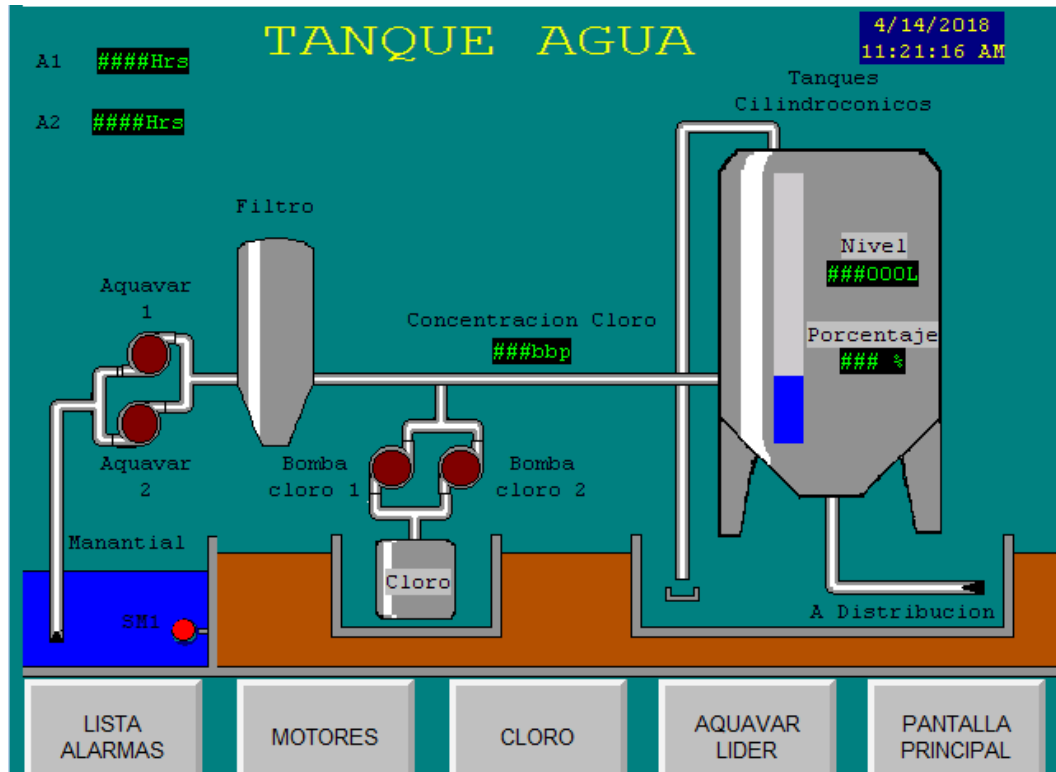 TANQUE AGUA
4/14/2018
11:21:16 AM
A1 ####Hrs
A2 ####Hrs
Tanques
Cilindroconicos
Filtro
Nivel
###000L
Aquavar
1
Concentracion Cloro
###bbp
Porcentaje
### %
Aquavar
2
Bomba
cloro 1
Bomba
cloro 2
Manantial
Cloro
SM1
A Distribucion
LISTA
ALARMAS
MOTORES
CLORO
AQUAVAR
LIDER
PANTALLA
PRINCIPAL